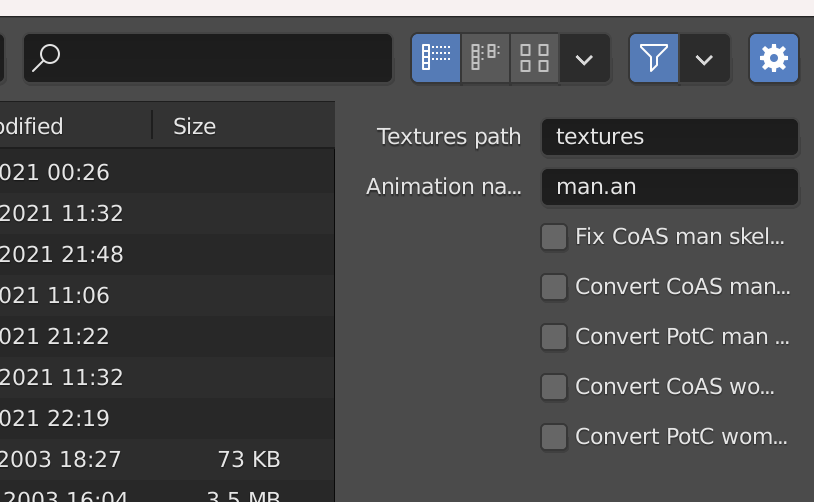 odified Size
Textures path textures
021 00:26
Animation na... man.an
2021 11:32
Fix CoAS man skel...
2021 21:48
Convert CoAS man...
021 11:06
Convert PotC man ...
021 21:22
Convert CoAS wo...
2021 11:32
Convert PotC wom...
021 22:19
2003 18:27 73 KB
2003 16:04 3.5 MB